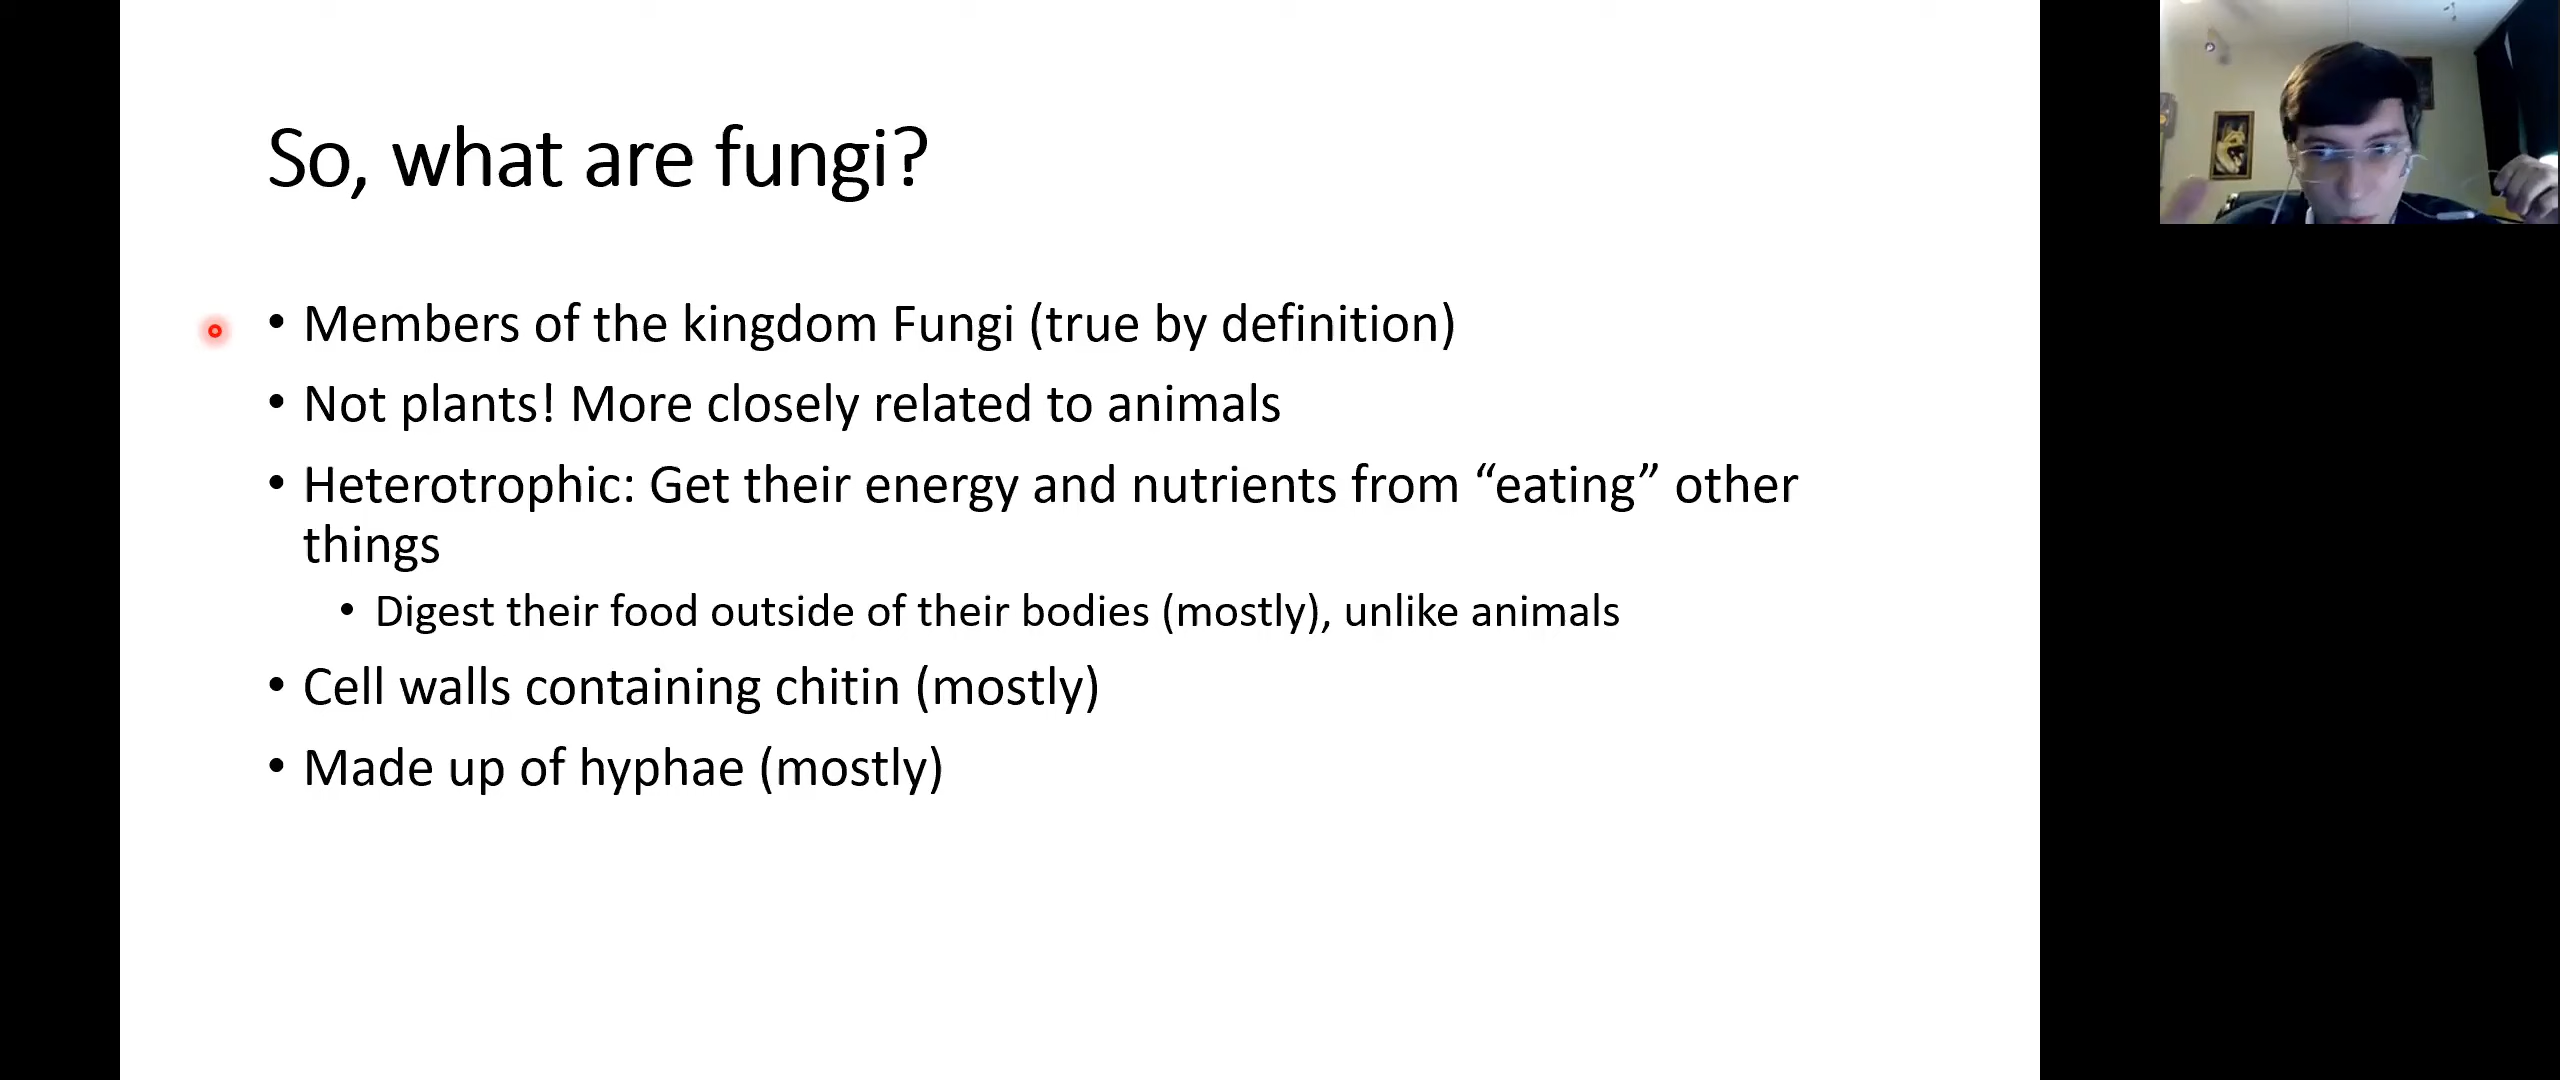 So, what are fungi?
• Members of the kingdom Fungi (true by definition)
• Not plants! More closely related to animals
• Heterotrophic: Get their energy and nutrients from “eating” other
things
• Digest their food outside of their bodies (mostly), unlike animals
• Cell walls containing chitin (mostly)
• Made up of hyphae (mostly)